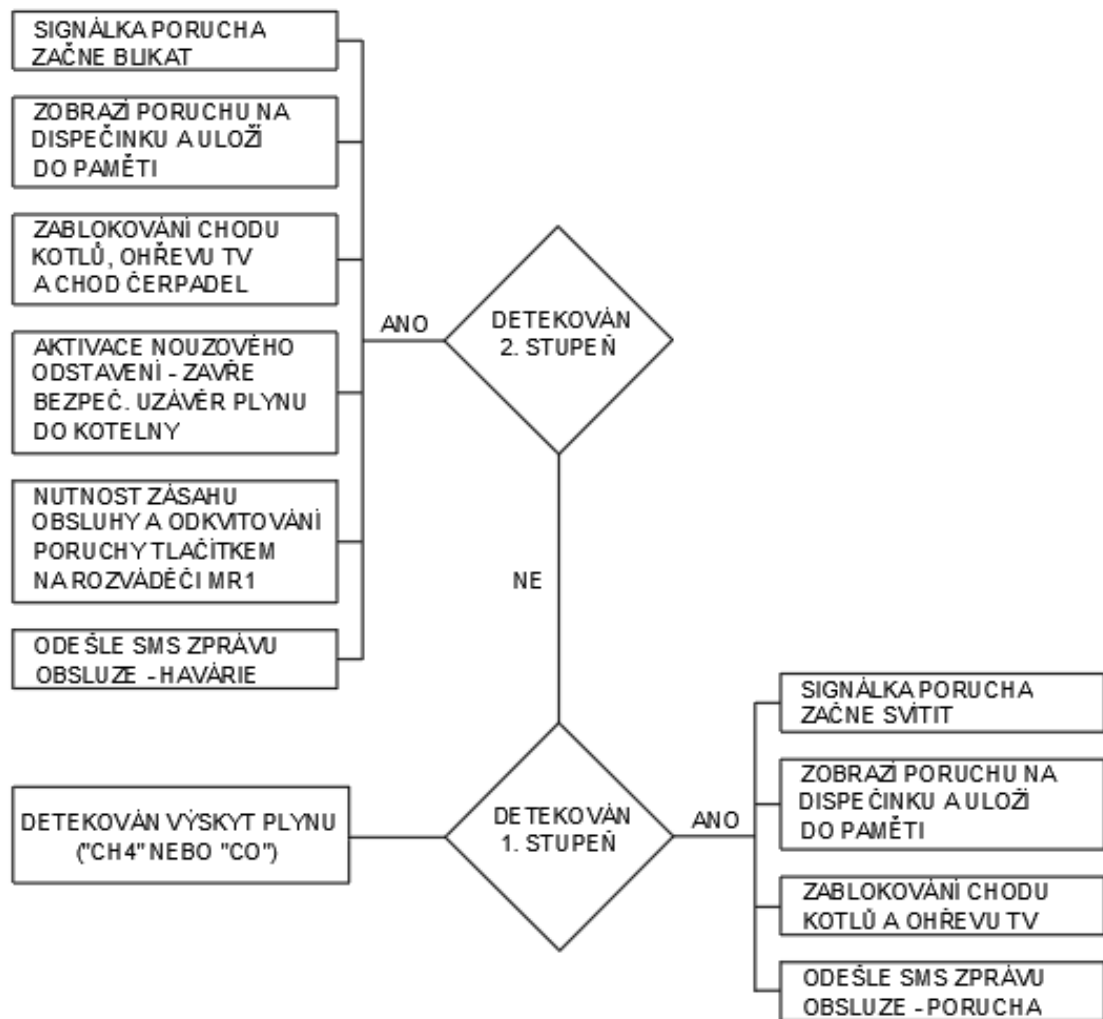 SIGNÁLKA PORUCHA
ZAČNE BLIKAT
ZOBRAZÍ PORUCHU NA
DISPEČINKU A ULOŽÍ
DO PAMĚTI
ZABLOKOVÁNÍ CHODU
KOTLŮ, OHŘEVU TV
A CHOD ČERPADEL
AKTIVACE NOUZOVÉHO
ODSTAVENÍ - ZAVŘE
BEZPEČ. UZÁVĚR PLYNU
DO KOTELNY
NUTNOST ZÁSAHU
OBSLUHY A ODKVITOVÁNÍ
PORUCHY TLAČÍTKEM
NA ROZVÁDĚČI MR1
ODEŠLE SMS ZPRÁVU
OBSLUZE - HAVÁRIE
ANO
DETEKOVÁN
2. STUPEŇ
NE
DETEKOVÁN VÝSKYT PLYNU
("CH4" NEBO "CO")
DETEKOVÁN
1. STUPEŇ
ANO
SIGNÁLKA PORUCHA
ZAČNE SVÍTIT
ZOBRAZÍ PORUCHU NA
DISPEČINKU A ULOŽÍ
DO PAMĚTI
ZABLOKOVÁNÍ CHODU
KOTLŮ A OHŘEVU TV
ODEŠLE SMS ZPRÁVU
OBSLUZE - PORUCHA